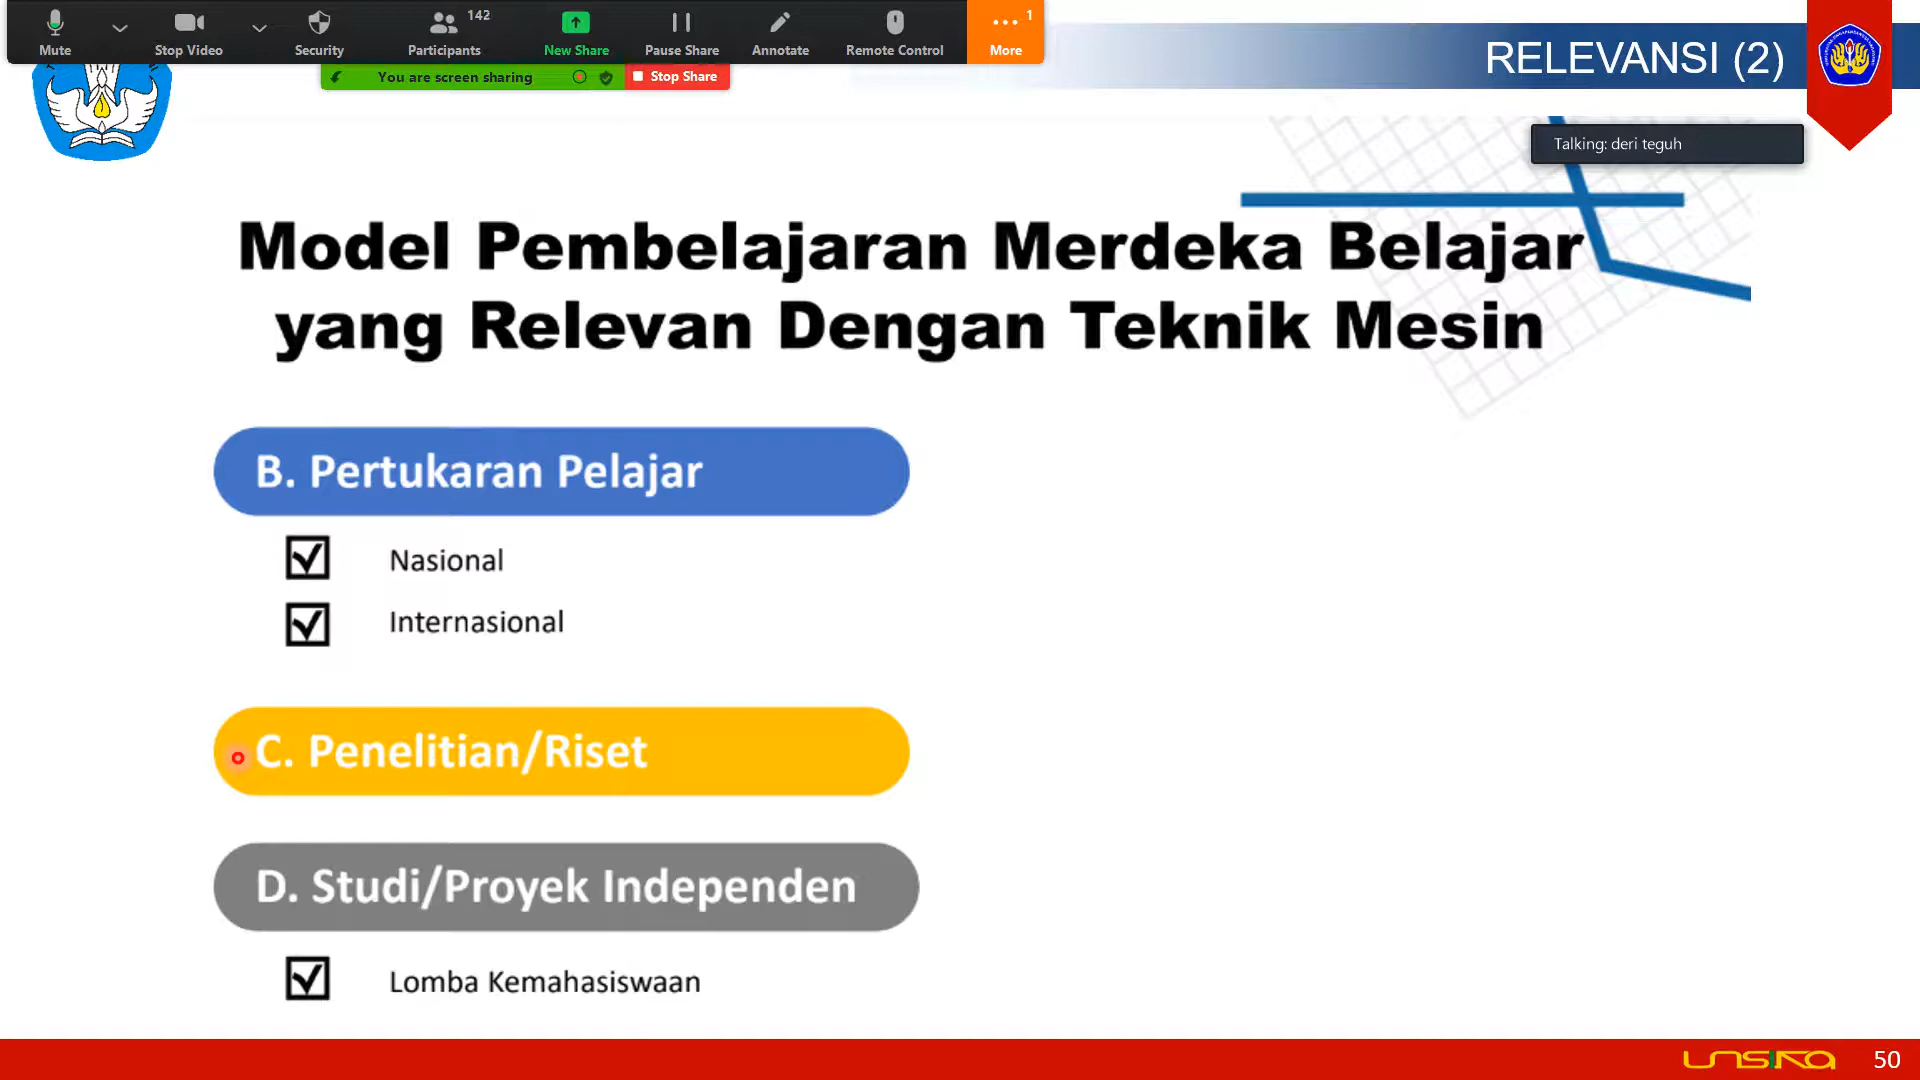 Mute
Stop Video
Security
Participants
142
New Share
Pause Share
Annotate
Remote Control
More
1
You are screen sharing
Stop Share
RELEVANSI (2)
Talking: deri teguh
Model Pembelajaran Merdeka Belajar
yang Relevan Dengan Teknik Mesin
B. Pertukaran Pelajar
Nasional
Internasional
C. Penelitian/Riset
D. Studi/Proyek Independen
Lomba Kemahasiswaan
unsika
50